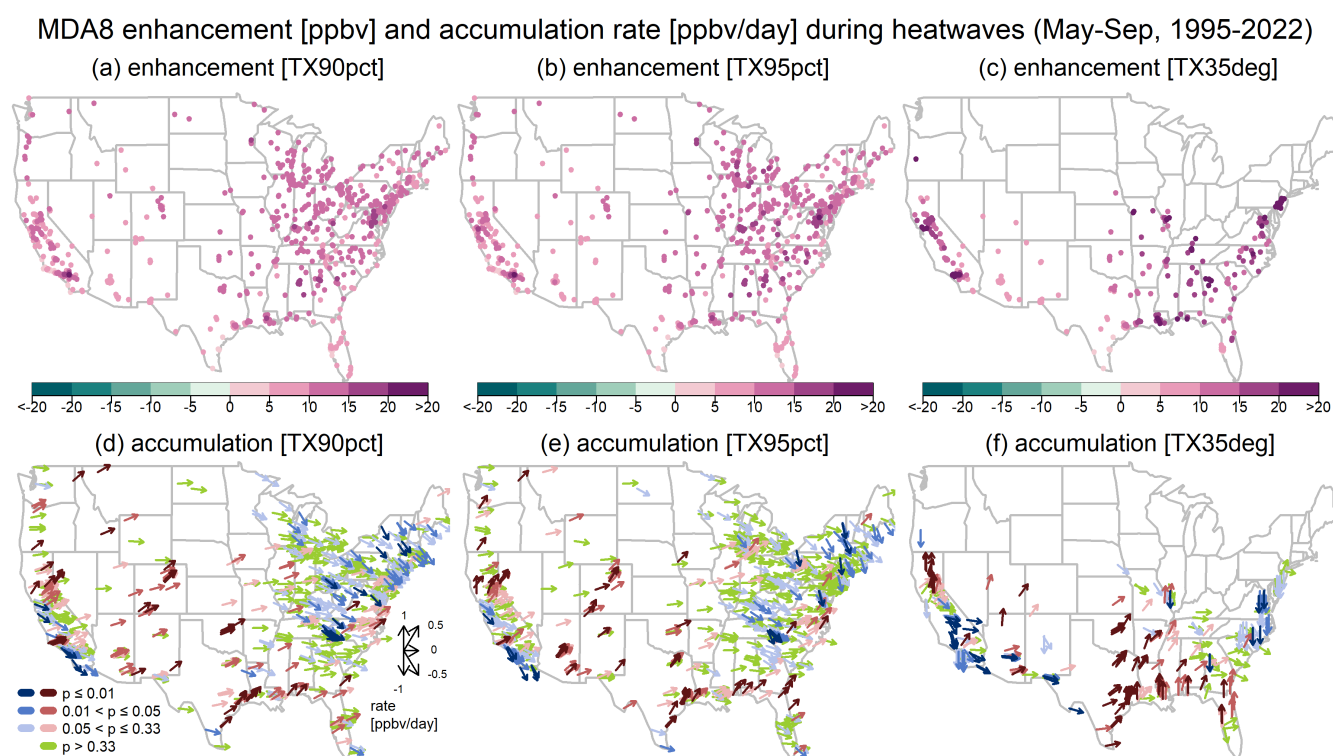 MDA8 enhancement [ppbv] and accumulation rate [ppbv/day] during heatwaves (May-Sep, 1995-2022)
(a) enhancement [TX90pct]
(b) enhancement [TX95pct]
(c) enhancement [TX35deg]
<-20 -20 -15 -10 -5 0 5 10 15 20 >20
<-20 -20 -15 -10 -5 0 5 10 15 20 >20
<-20 -20 -15 -10 -5 0 5 10 15 20 >20
(d) accumulation [TX90pct]
(e) accumulation [TX95pct]
(f) accumulation [TX35deg]
1
0.5
0
-0.5
-1
rate
[ppbv/day]
p ≤ 0.01
0.01 < p ≤ 0.05
0.05 < p ≤ 0.33
p > 0.33